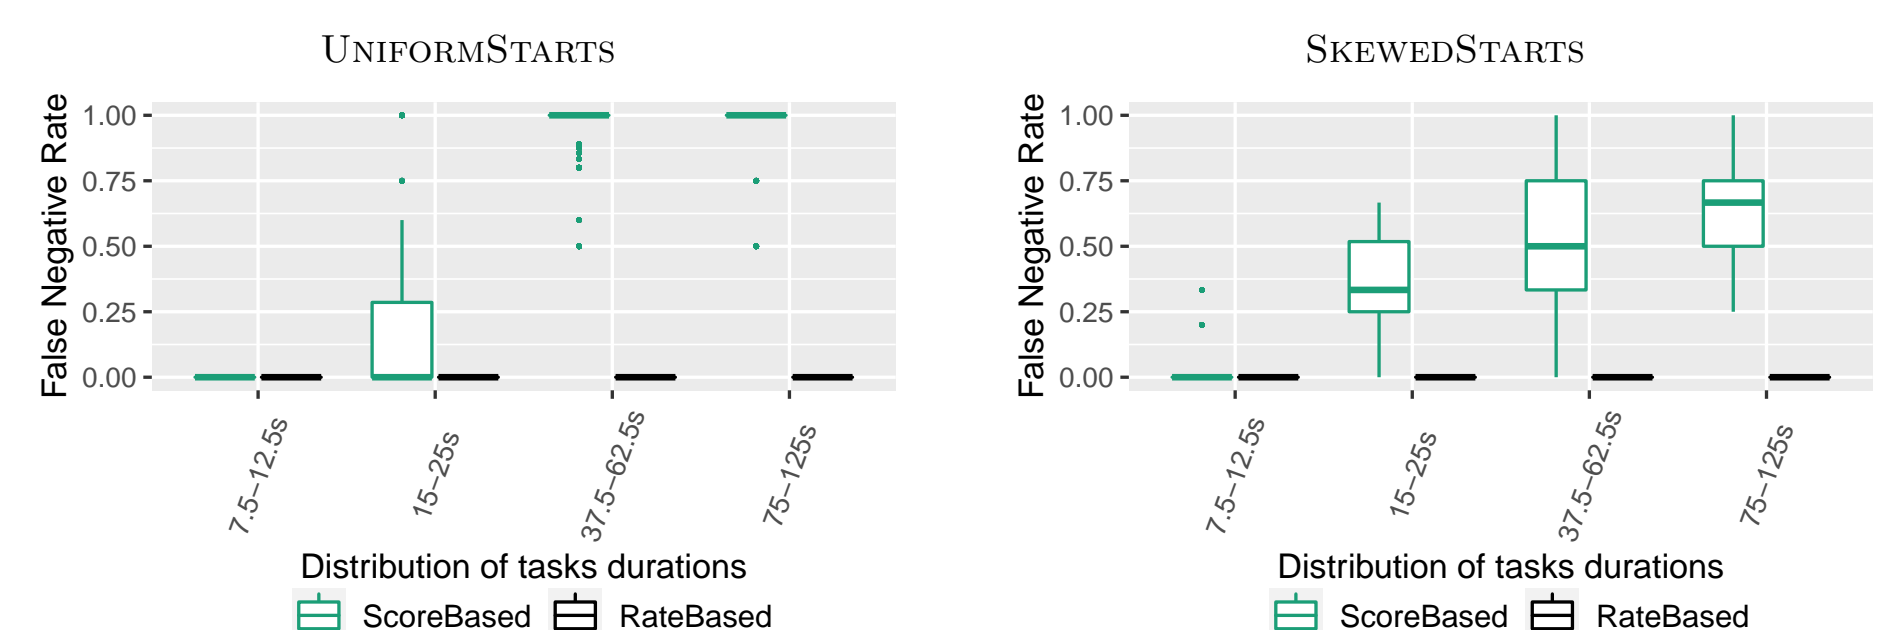 UNIFORMSTARTS
False Negative Rate
1.00
0.75
0.50
0.25
0.00
7.5–12.5s
15–25s
37.5–62.5s
75–125s
Distribution of tasks durations
ScoreBased RateBased
SKEWEDSTARTS
False Negative Rate
1.00
0.75
0.50
0.25
0.00
7.5–12.5s
15–25s
37.5–62.5s
75–125s
Distribution of tasks durations
ScoreBased RateBased